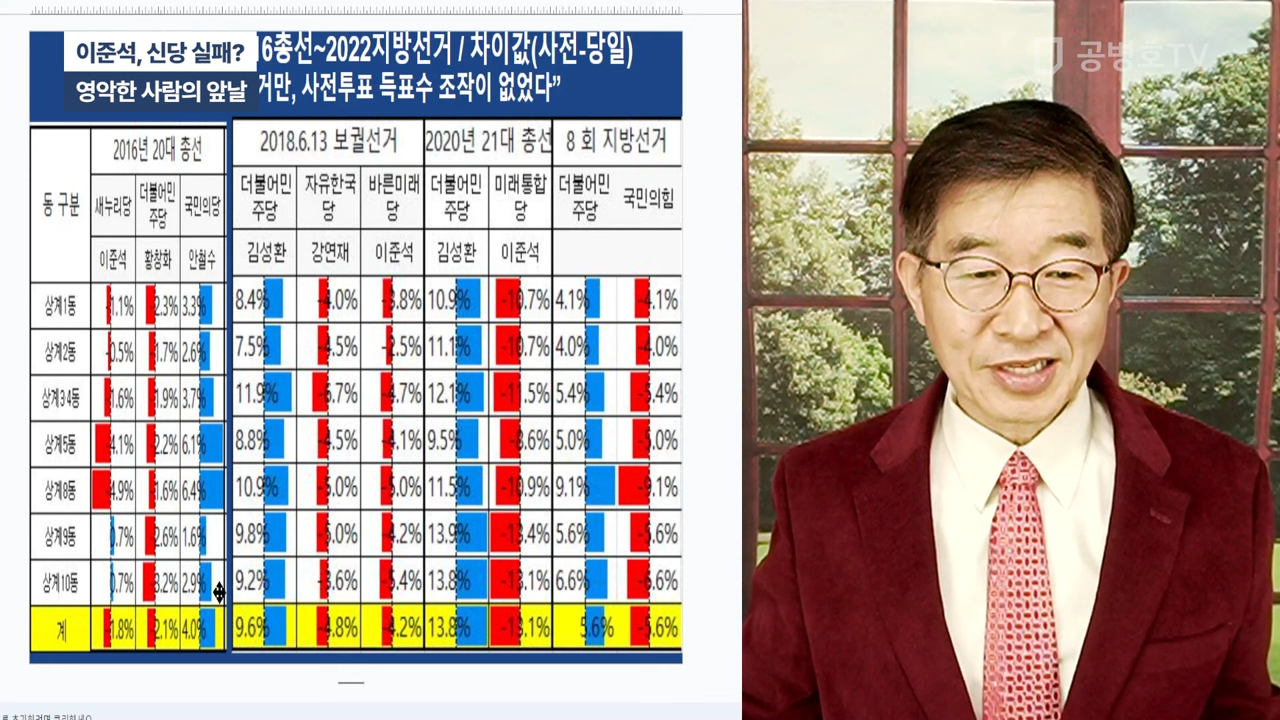 이준석, 신당 실패?
6총선~2022지방선거 / 차이값(사전-당일)
영악한 사람의 앞날
거만, 사전투표 득표수 조작이 없었다”
공병호TV
2016년 20대 총선 2018.6.13 보궐선거 2020년 21대 총선 8 회 지방선거
동 구분 새누리당 더불어민주당 국민의당 더불어민주당 자유한국당 바른미래당 더불어민주당 미래통합당 더불어민주당 국민의힘
이준석 황창화 안철수 김성환 강연재 이준석 김성환 이준석
상계1동 -1.1% -2.3% 3.3% 8.4% -4.0% -3.8% 10.9% -10.7% 4.1% -4.1%
상계2동 -0.5% -1.7% 2.6% 7.5% -4.5% -2.5% 11.1% -10.7% 4.0% -4.0%
상계3·4동 -1.6% -1.9% 3.7% 11.9% -6.7% -4.7% 12.1% -11.5% 5.4% -5.4%
상계5동 -4.1% -2.2% 6.1% 8.8% -4.5% -4.1% 9.5% -8.6% 5.0% -5.0%
상계8동 -4.9% -1.6% 6.4% 10.9% -5.0% -5.0% 11.5% -10.9% 9.1% -9.1%
상계9동 0.7% -2.6% 1.6% 9.8% -5.0% -4.2% 13.9% -13.4% 5.6% -5.6%
상계10동 0.7% -3.2% 2.9% 9.2% -3.6% -5.4% 13.8% -13.1% 6.6% -6.6%
계 -1.8% -2.1% 4.0% 9.6% -4.8% -4.2% 13.8% -13.1% 5.6% -5.6%